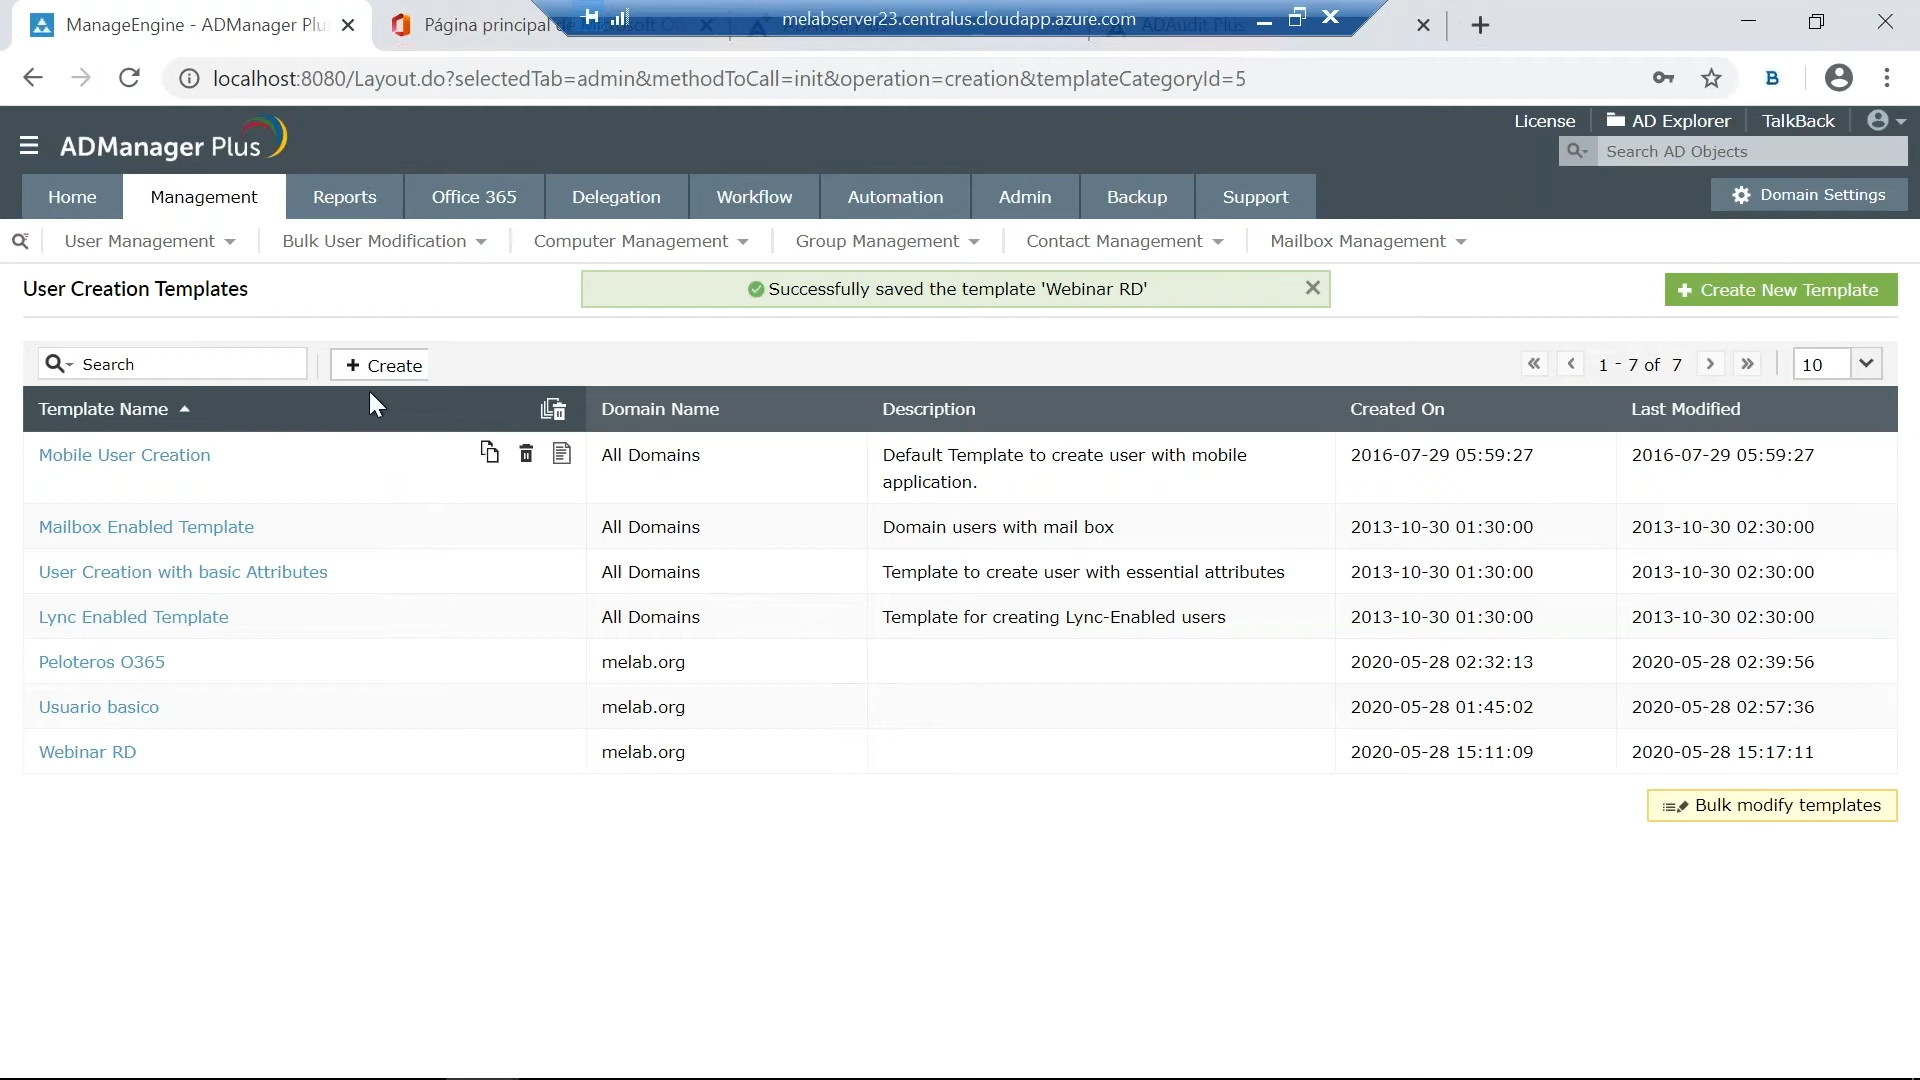 ManageEngine - ADManager Plu
Página principal de Microsoft O
melabserver23.centralus.cloudapp.azure.com
ADAudit Plus
localhost:8080/Layout.do?selectedTab=admin&methodToCall=init&operation=creation&templateCategoryId=5
B
License
AD Explorer
TalkBack
ADManager Plus
Search AD Objects
Home
Management
Reports
Office 365
Delegation
Workflow
Automation
Admin
Backup
Support
Domain Settings
User Management
Bulk User Modification
Computer Management
Group Management
Contact Management
Mailbox Management
User Creation Templates
Successfully saved the template 'Webinar RD'
+ Create New Template
Search
+ Create
1 - 7 of 7
10
Template Name Domain Name Description Created On Last Modified
Mobile User Creation All Domains Default Template to create user with mobile 2016-07-29 05:59:27 2016-07-29 05:59:27
application.
Mailbox Enabled Template All Domains Domain users with mail box 2013-10-30 01:30:00 2013-10-30 02:30:00
User Creation with basic Attributes All Domains Template to create user with essential attributes 2013-10-30 01:30:00 2013-10-30 02:30:00
Lync Enabled Template All Domains Template for creating Lync-Enabled users 2013-10-30 01:30:00 2013-10-30 02:30:00
Peloteros O365 melab.org 2020-05-28 02:32:13 2020-05-28 02:39:56
Usuario basico melab.org 2020-05-28 01:45:02 2020-05-28 02:57:36
Webinar RD melab.org 2020-05-28 15:11:09 2020-05-28 15:17:11
Bulk modify templates